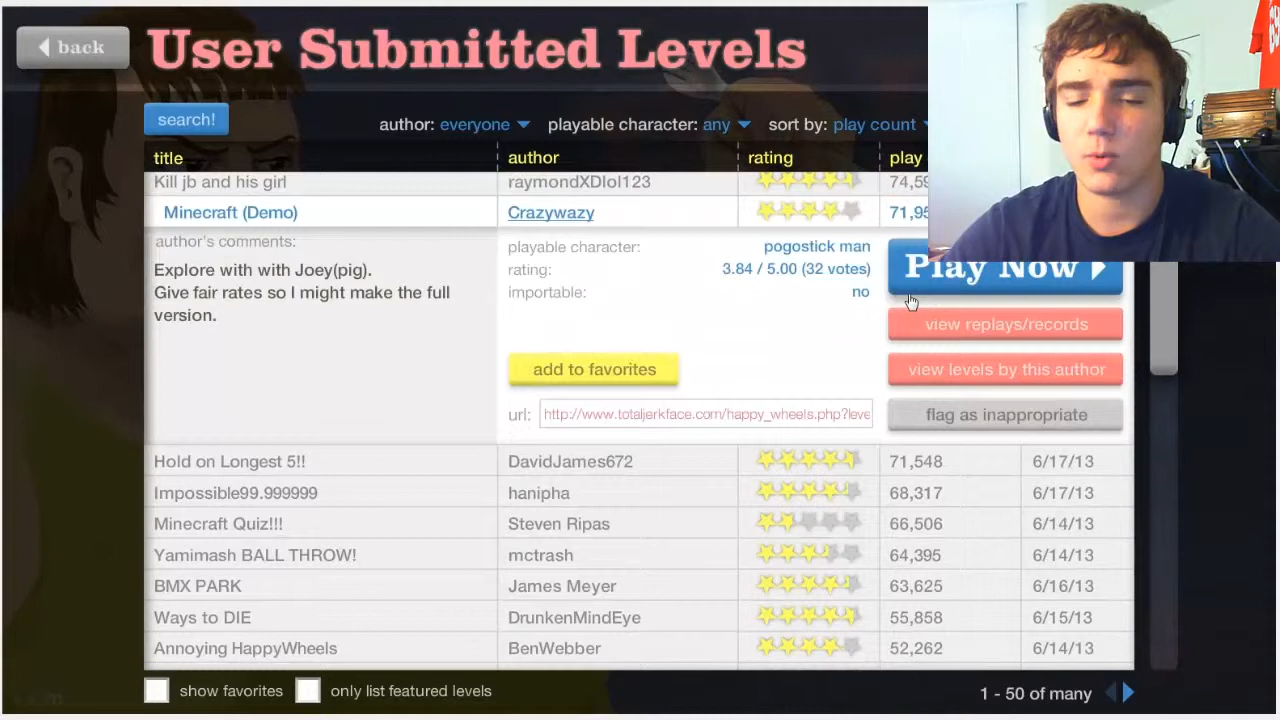 back
User Submitted Levels
search!
author: everyone playable character: any sort by: play count
title author rating play
Kill jb and his girl raymondXDlol123 74,59
Minecraft (Demo) Crazywazy 71,95
author's comments:
Explore with with Joey(pig).
Give fair rates so I might make the full
version.
playable character: pogostick man
rating: 3.84 / 5.00 (32 votes)
importable: no
Play Now
view replays/records
add to favorites
view levels by this author
url: http://www.totaljerkface.com/happy_wheels.php?leve
flag as inappropriate
Hold on Longest 5!! DavidJames672 71,548 6/17/13
Impossible99.999999 hanipha 68,317 6/17/13
Minecraft Quiz!!! Steven Ripas 66,506 6/14/13
Yamimash BALL THROW! mctrash 64,395 6/14/13
BMX PARK James Meyer 63,625 6/16/13
Ways to DIE DrunkenMindEye 55,858 6/15/13
Annoying HappyWheels BenWebber 52,262 6/14/13
show favorites only list featured levels 1 - 50 of many